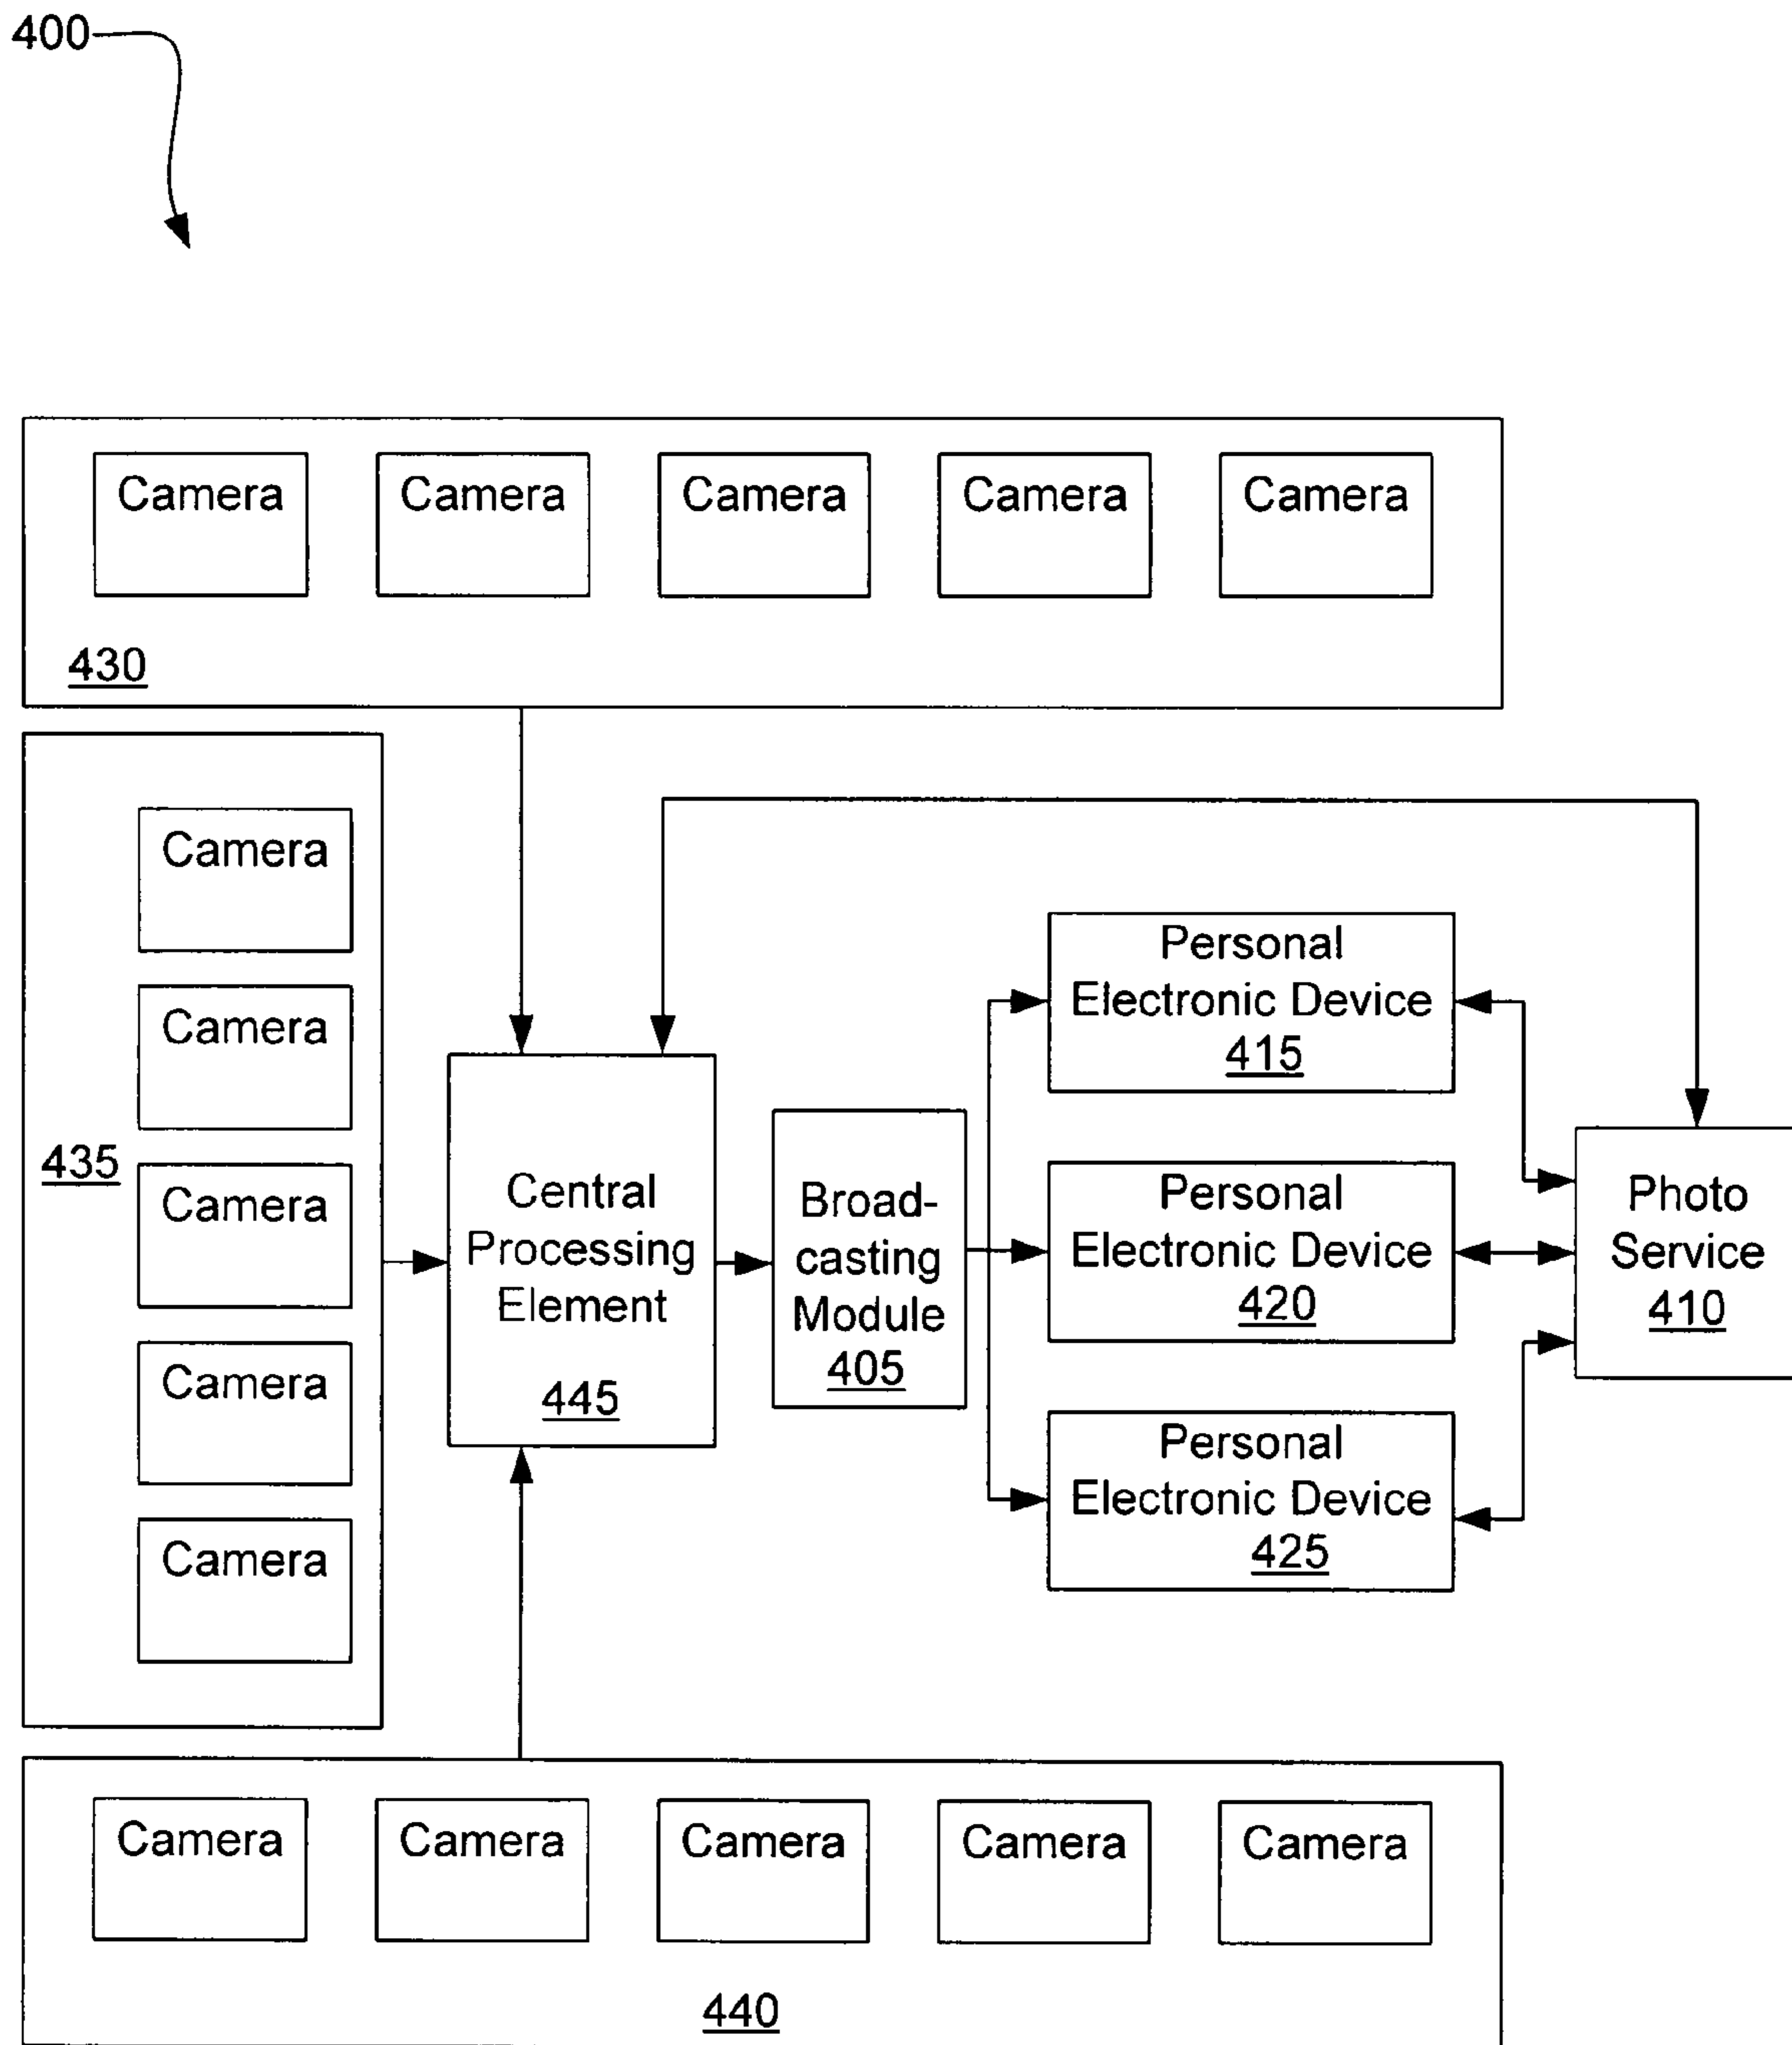 400
Camera Camera Camera Camera Camera
430
Camera
Camera
435
Camera
Camera
Camera
Central
Processing
Element
445
Broad-
casting
Module
405
Personal
Electronic Device
415
Personal
Electronic Device
420
Personal
Electronic Device
425
Photo
Service
410
Camera Camera Camera Camera Camera
440